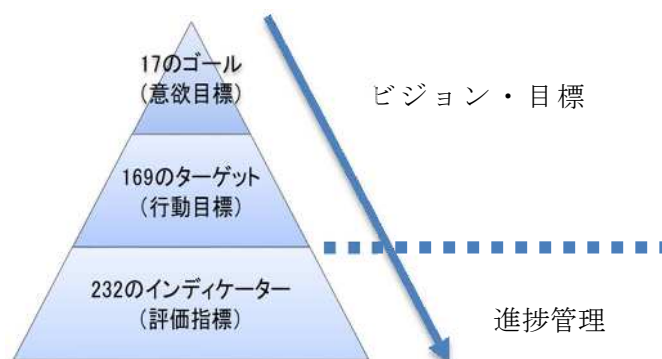 17のゴール
(意欲目標)
ビジョン・目標
169のターゲット
(行動目標)
232のインディケーター
(評価指標)
進捗管理